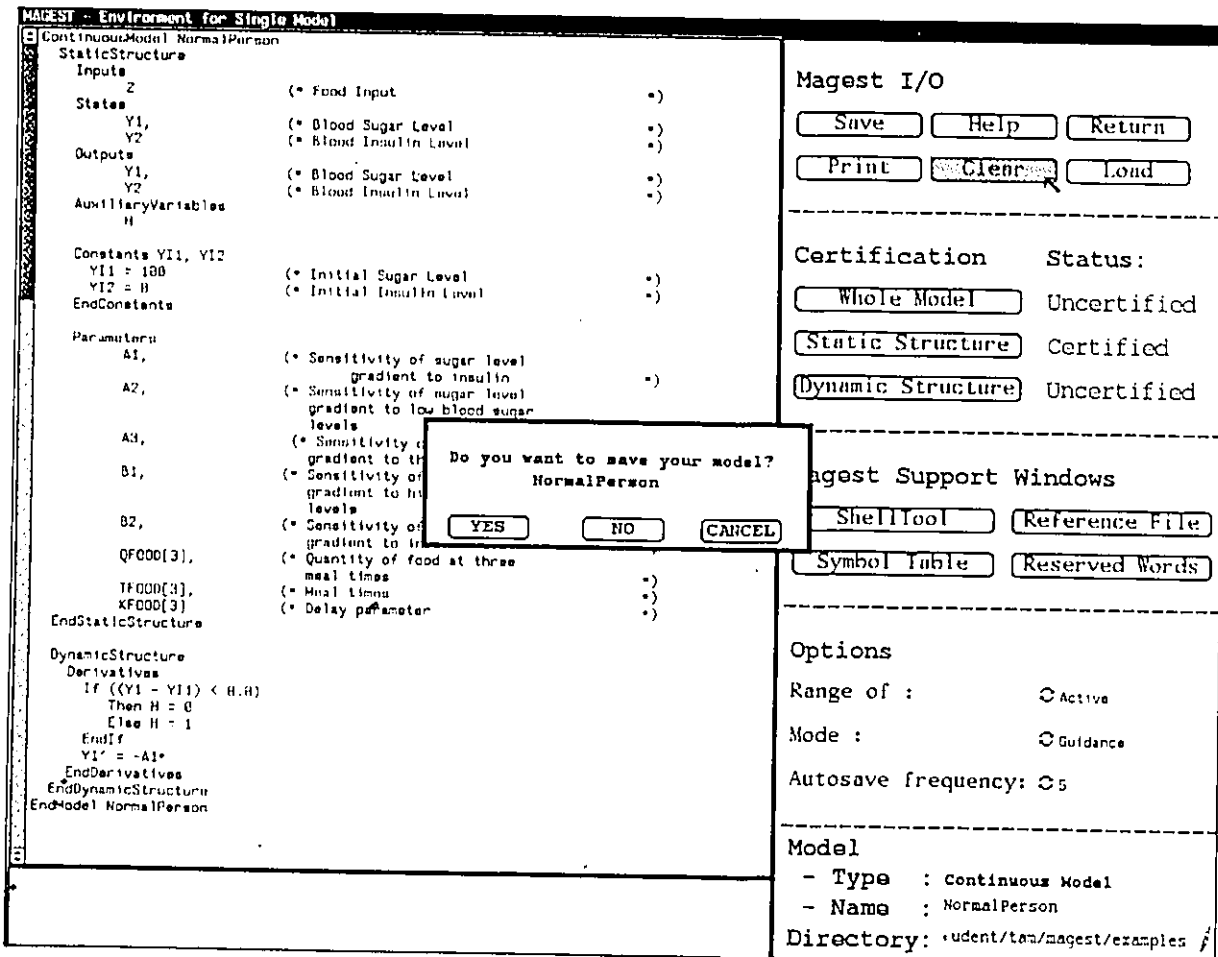 MAGEST - Environment for Single Model
ContinuousModel NormalPerson
StaticStructure
Inputs
Z (* Food Input *)
States
Y1, (* Blood Sugar Level *)
Y2 (* Blood Insulin Level *)
Outputs
Y1, (* Blood Sugar Level *)
Y2 (* Blood Insulin Level *)
AuxiliaryVariables
H
Constants YI1, YI2
YI1 = 100 (* Initial Sugar Level *)
YI2 = 0 (* Initial Insulin Level *)
EndConstants
Parameters
A1, (* Sensitivity of sugar level
gradient to insulin *)
A2, (* Sensitivity of sugar level
gradient to low blood sugar
levels
A3, (* Sensitivity
gradient to
B1, (* Sensitivity of
gradient to
levels
B2, (* Sensitivity of
gradient to
QFOOD[3], (* Quantity of food at three
meal times *)
TFOOD[3], (* Meal times *)
KFOOD[3] (* Delay parameter *)
EndStaticStructure
DynamicStructure
Derivatives
If ((Y1 - YI1) < 0.0)
Then H = 0
Else H = 1
EndIf
Y1' = -A1*
EndDerivatives
EndDynamicStructure
EndModel NormalPerson
Do you want to save your model?
NormalPerson
YES NO CANCEL
Magest I/O
Save Help Return
Print Clear Load
Certification Status:
Whole Model Uncertified
Static Structure Certified
Dynamic Structure Uncertified
agest Support Windows
ShellTool Reference File
Symbol Table Reserved Words
Options
Range of : Active
Mode : Guidance
Autosave frequency: 5
Model
- Type : Continuous Model
- Name : NormalPerson
Directory: udent/tam/magest/examples